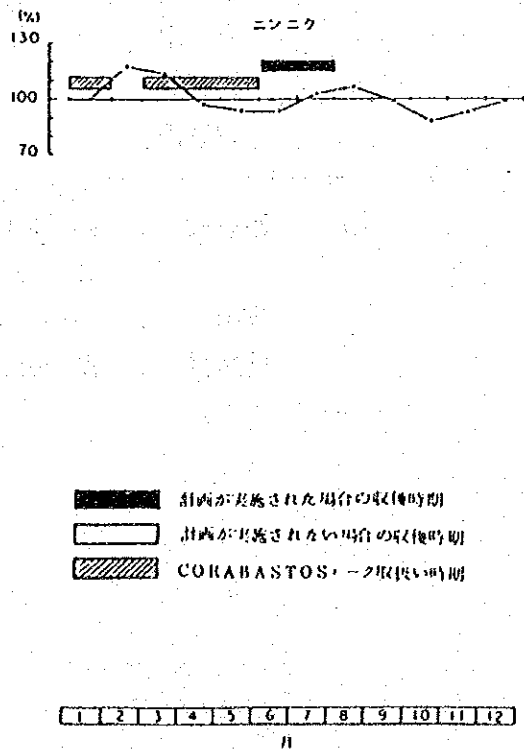 (%)
ニンニク
130
100
70
計画が実施された場合の収穫時期
計画が実施されない場合の収穫時期
CORABASTOSピーク取扱い時期
1 2 3 4 5 6 7 8 9 10 11 12
月